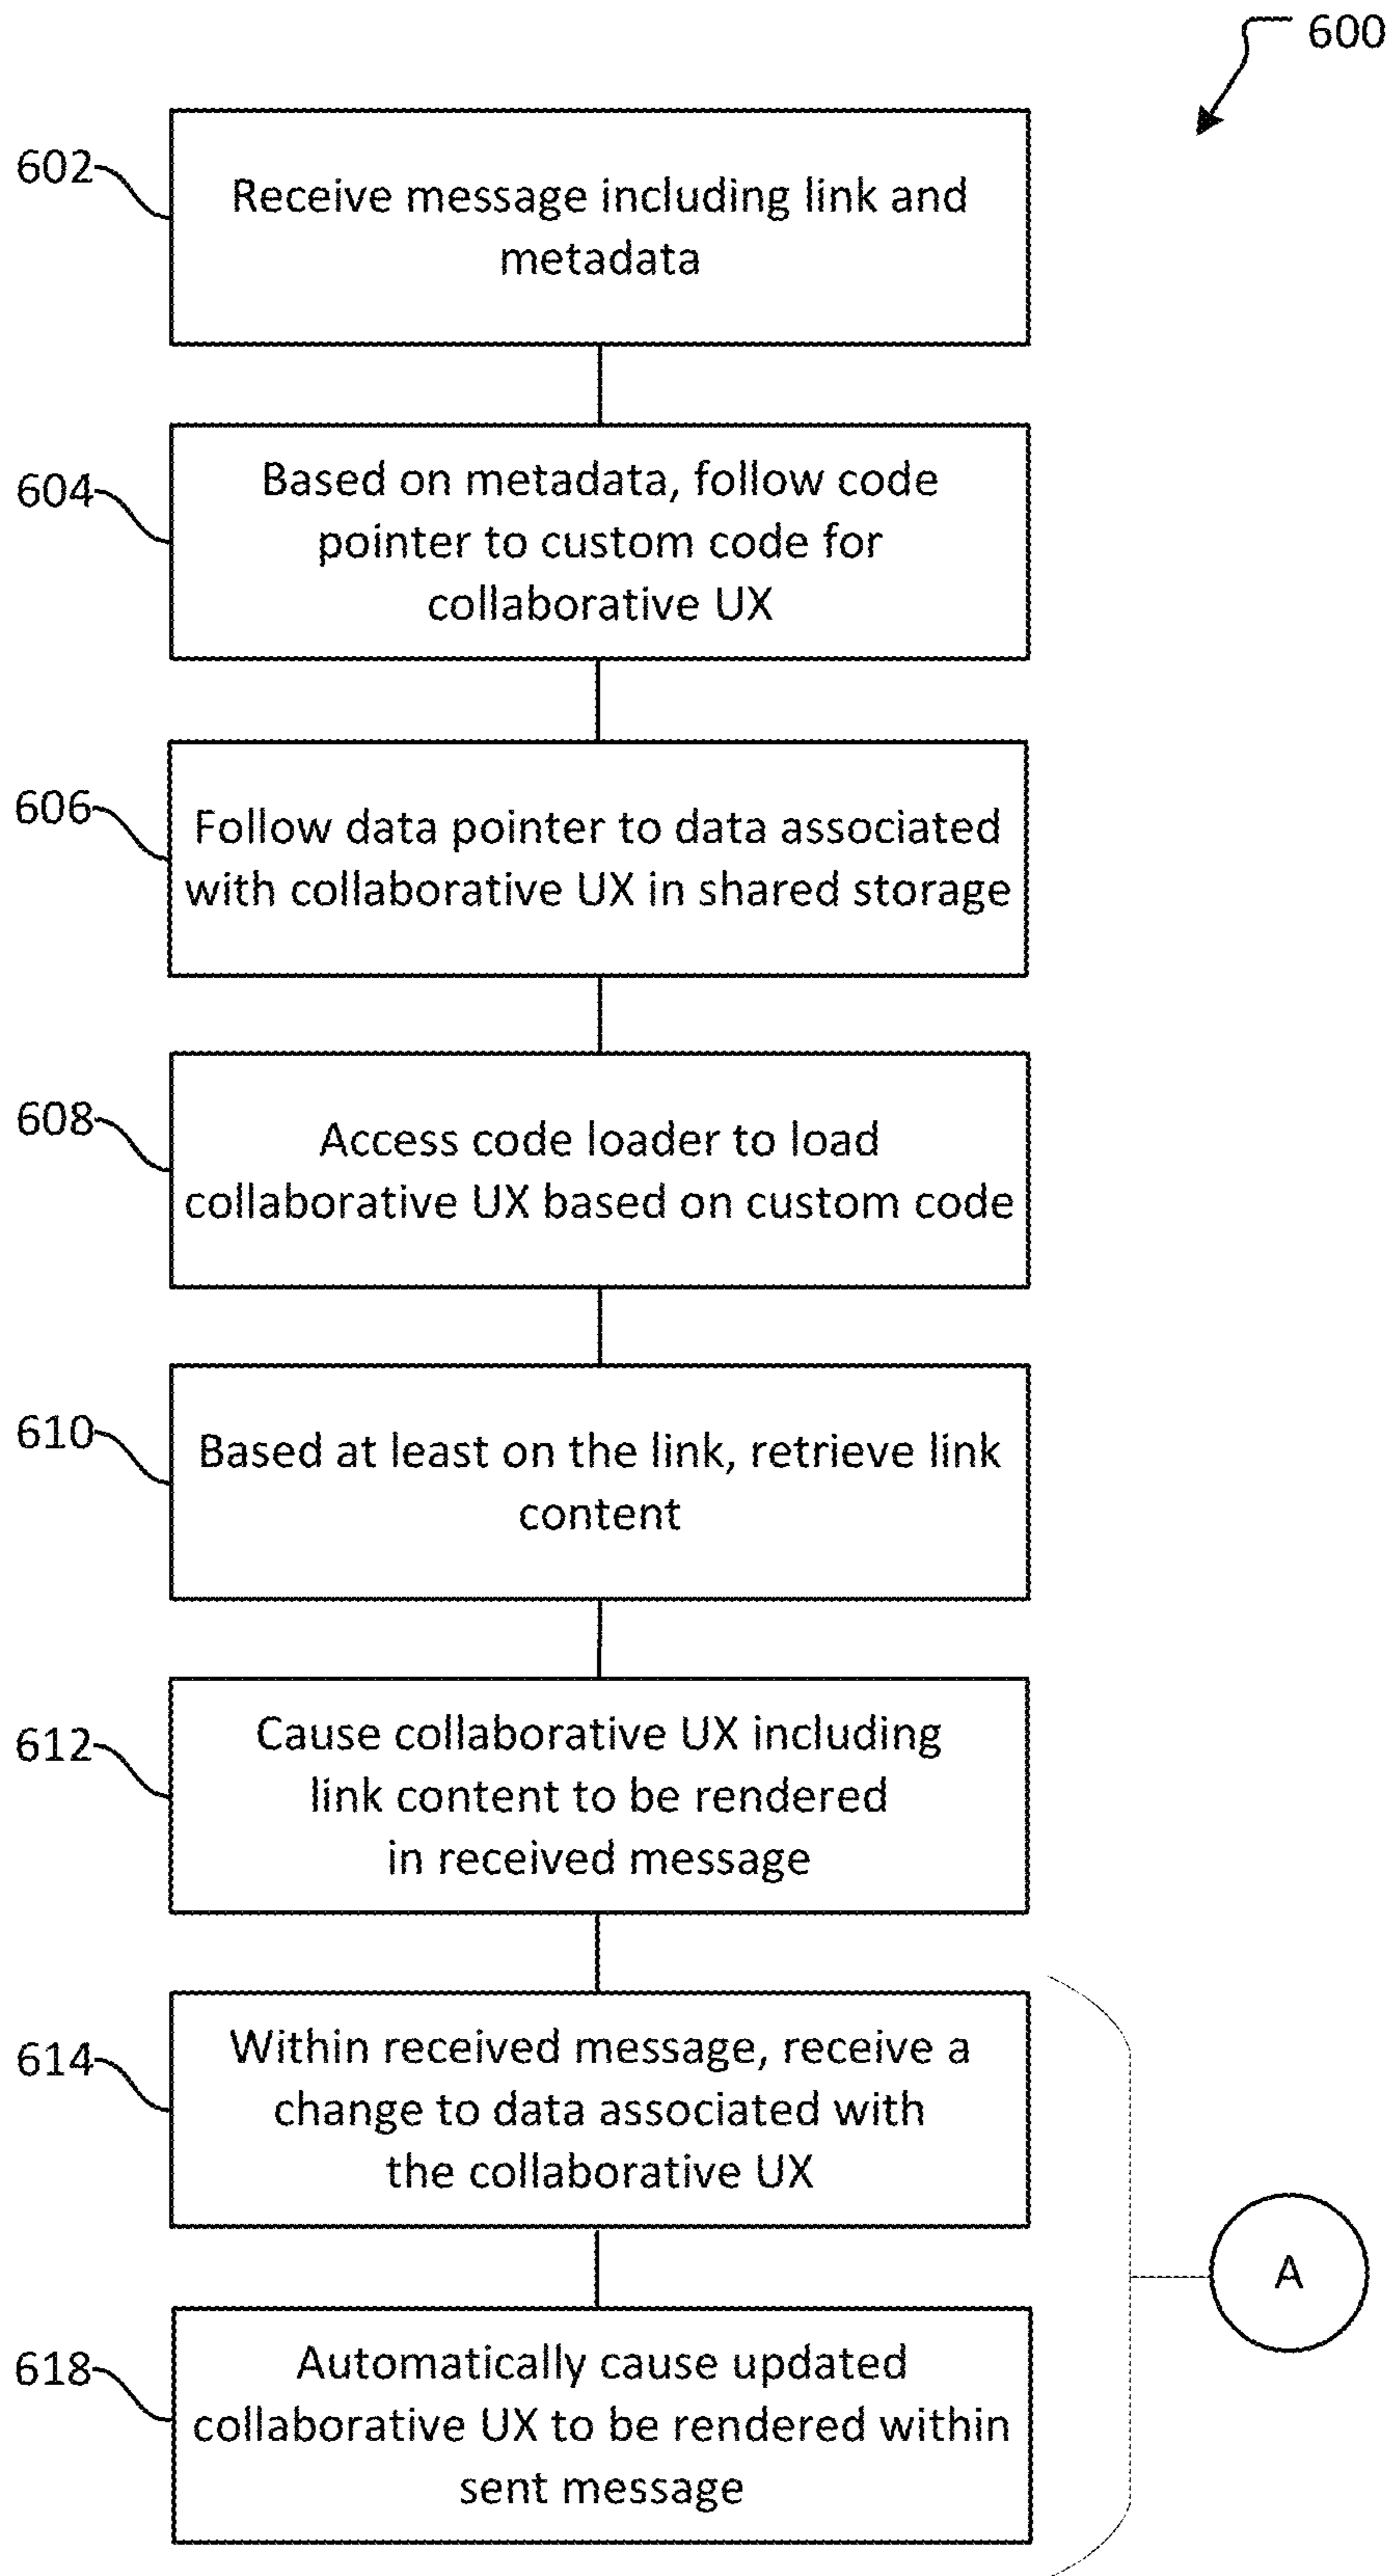 600
602
Receive message including link and
metadata
604
Based on metadata, follow code
pointer to custom code for
collaborative UX
606
Follow data pointer to data associated
with collaborative UX in shared storage
608
Access code loader to load
collaborative UX based on custom code
610
Based at least on the link, retrieve link
content
612
Cause collaborative UX including
link content to be rendered
in received message
614
Within received message, receive a
change to data associated with
the collaborative UX
A
618
Automatically cause updated
collaborative UX to be rendered within
sent message